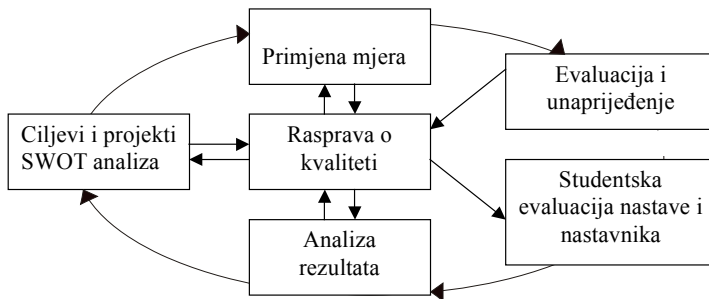 Primjena mjera
Evaluacija i
unaprijeđenje
Ciljevi i projekti
SWOT analiza
Rasprava o
kvaliteti
Studentska
evaluacija nastave i
nastavnika
Analiza
rezultata